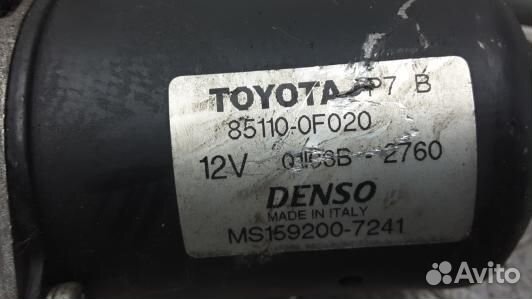 TOYOTA P7 B
85110-0F020
12V - 2760
DENSO
MADE IN ITALY
MS159200-7241
Avito